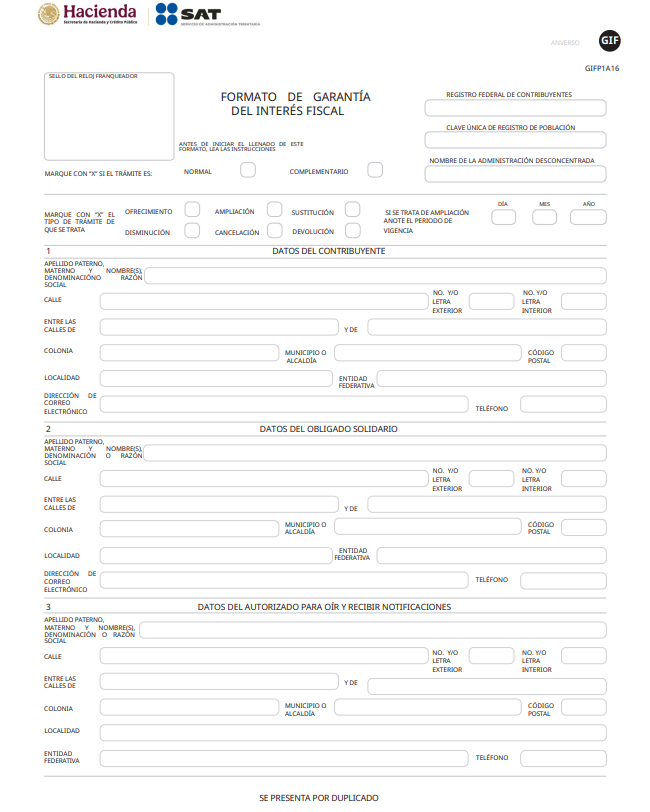 Hacienda
Secretaría de Hacienda y Crédito Público
SAT
SERVICIO DE ADMINISTRACIÓN TRIBUTARIA
ANVERSO
GIF
GIFP1A16
SELLO DEL RELOJ FRANQUEADOR
FORMATO DE GARANTÍA
DEL INTERÉS FISCAL
REGISTRO FEDERAL DE CONTRIBUYENTES
CLAVE ÚNICA DE REGISTRO DE POBLACIÓN
ANTES DE INICIAR EL LLENADO DE ESTE
FORMATO, LEA LAS INSTRUCCIONES
NOMBRE DE LA ADMINISTRACIÓN DESCONCENTRADA
MARQUE CON "X" SI EL TRÁMITE ES:
NORMAL
COMPLEMENTARIO
MARQUE CON "X" EL
TIPO DE TRÁMITE DE
QUE SE TRATA
OFRECIMIENTO
AMPLIACIÓN
SUSTITUCIÓN
DISMINUCIÓN
CANCELACIÓN
DEVOLUCIÓN
SI SE TRATA DE AMPLIACIÓN
ANOTE EL PERIODO DE
VIGENCIA
DÍA
MES
AÑO
1 DATOS DEL CONTRIBUYENTE
APELLIDO PATERNO,
MATERNO Y NOMBRE(S),
DENOMINACIÓNO RAZÓN
SOCIAL
CALLE
NO. Y/O
LETRA
EXTERIOR
NO. Y/O
LETRA
INTERIOR
ENTRE LAS
CALLES DE
Y DE
COLONIA
MUNICIPIO O
ALCALDÍA
CÓDIGO
POSTAL
LOCALIDAD
ENTIDAD
FEDERATIVA
DIRECCIÓN DE
CORREO
ELECTRÓNICO
TELÉFONO
2 DATOS DEL OBLIGADO SOLIDARIO
APELLIDO PATERNO,
MATERNO Y NOMBRE(S),
DENOMINACIÓN O RAZÓN
SOCIAL
CALLE
NO. Y/O
LETRA
EXTERIOR
NO. Y/O
LETRA
INTERIOR
ENTRE LAS
CALLES DE
Y DE
COLONIA
MUNICIPIO O
ALCALDÍA
CÓDIGO
POSTAL
LOCALIDAD
ENTIDAD
FEDERATIVA
DIRECCIÓN DE
CORREO
ELECTRÓNICO
TELÉFONO
3 DATOS DEL AUTORIZADO PARA OÍR Y RECIBIR NOTIFICACIONES
APELLIDO PATERNO,
MATERNO Y NOMBRE(S),
DENOMINACIÓN O RAZÓN
SOCIAL
CALLE
NO. Y/O
LETRA
EXTERIOR
NO. Y/O
LETRA
INTERIOR
ENTRE LAS
CALLES DE
Y DE
COLONIA
MUNICIPIO O
ALCALDÍA
CÓDIGO
POSTAL
LOCALIDAD
ENTIDAD
FEDERATIVA
TELÉFONO
SE PRESENTA POR DUPLICADO